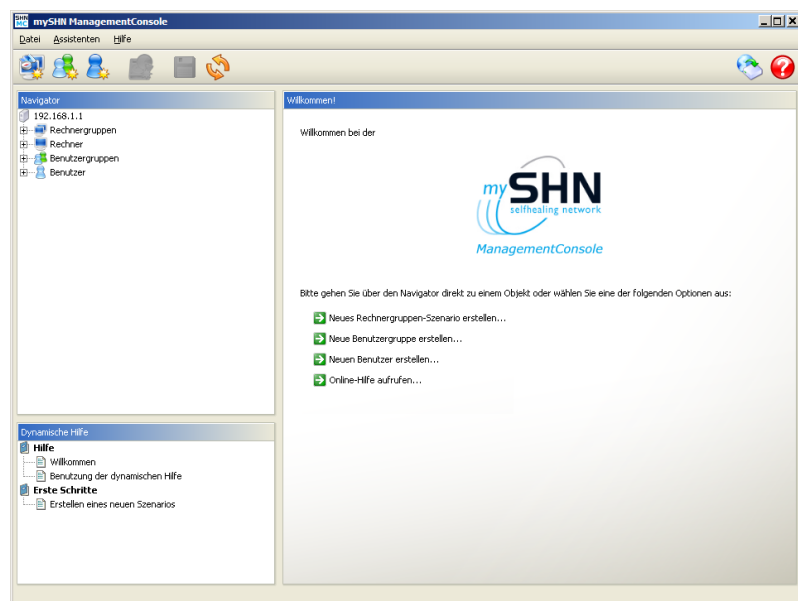 SHN MC mySHN ManagementConsole
Datei Assistenten Hilfe
Navigator
192.168.1.1
Rechnergruppen
Rechner
Benutzergruppen
Benutzer
Willkommen!
Willkommen bei der
mySHN
selfhealing network
ManagementConsole
Bitte gehen Sie über den Navigator direkt zu einem Objekt oder wählen Sie eine der folgenden Optionen aus:
Neues Rechnergruppen-Szenario erstellen...
Neue Benutzergruppe erstellen...
Neuen Benutzer erstellen...
Online-Hilfe aufrufen...
Dynamische Hilfe
Hilfe
Willkommen
Benutzung der dynamischen Hilfe
Erste Schritte
Erstellen eines neuen Szenarios